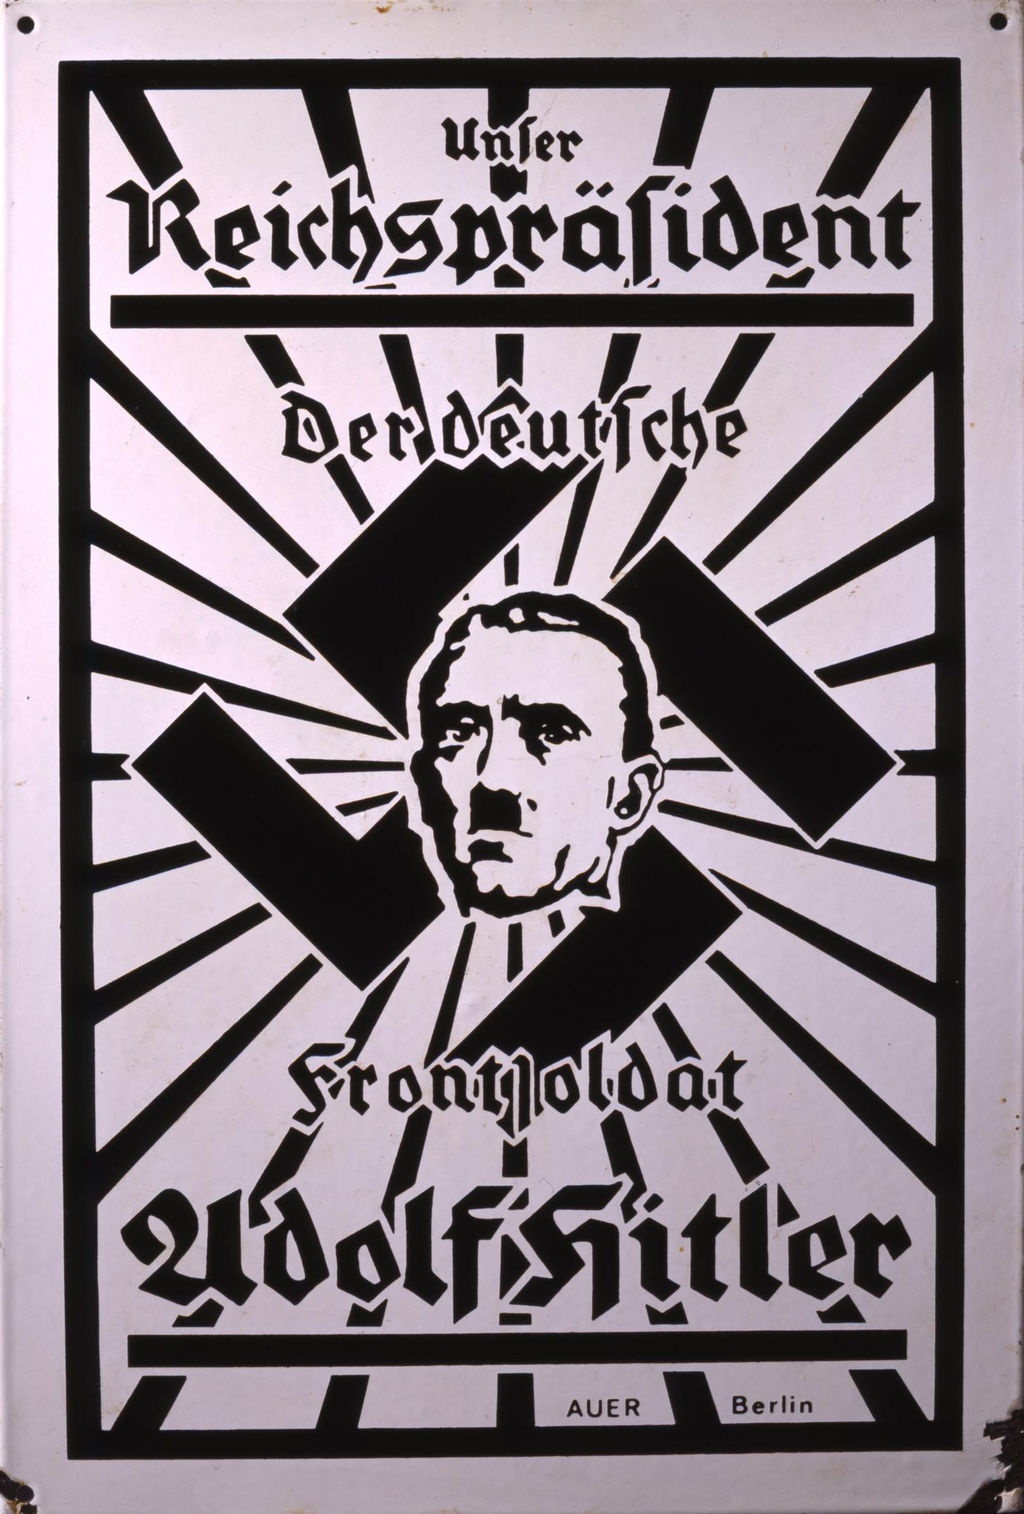 Unſer
Reichspräſident
Der deutſche
Frontſoldat
Adolf Hitler
AUER Berlin